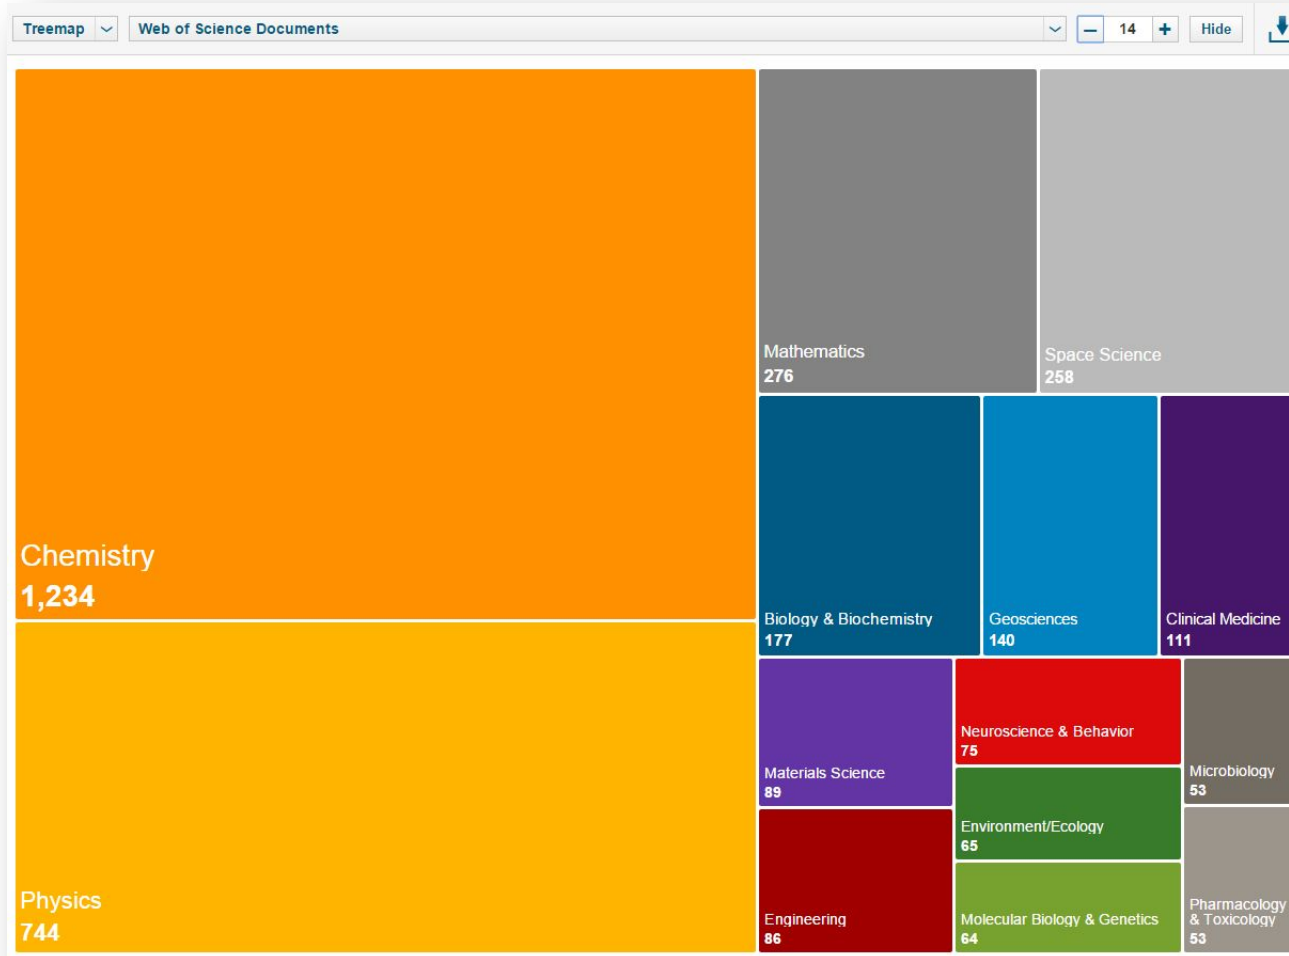 Treemap
Web of Science Documents
14
Hide
Mathematics
276
Space Science
258
Chemistry
1,234
Biology & Biochemistry
177
Geosciences
140
Clinical Medicine
111
Physics
744
Materials Science
89
Neuroscience & Behavior
75
Microbiology
53
Environment/Ecology
65
Engineering
86
Molecular Biology & Genetics
64
Pharmacology
& Toxicology
53